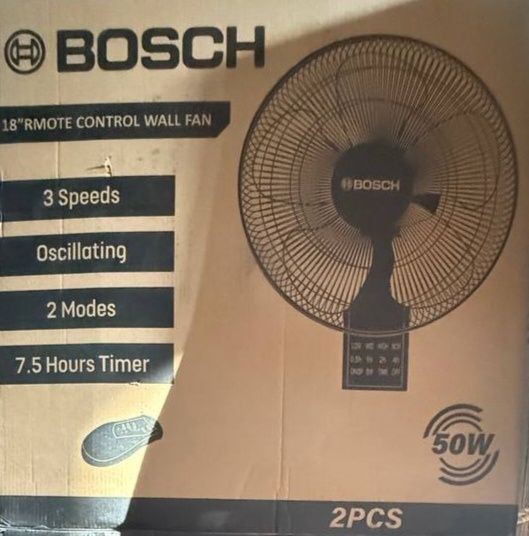 BOSCH
18"RMOTE CONTROL WALL FAN
3 Speeds
Oscillating
2 Modes
7.5 Hours Timer
BOSCH
50W
2PCS